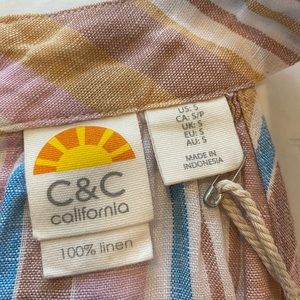 C&C
california
100% linen
US: S
CA: S/P
UK: S
EU: S
AU: S
MADE IN
INDONESIA